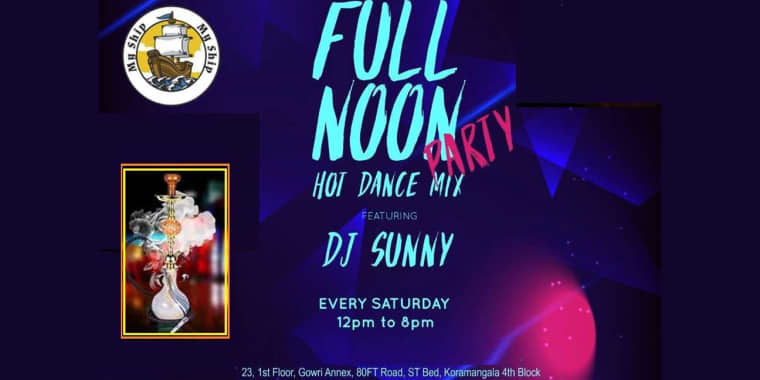 My Ship
My Ship
FULL
NOON
PARTY
HOT DANCE MIX
FEATURING
DJ SUNNY
EVERY SATURDAY
12pm to 8pm
23, 1st Floor, Gowri Annex, 80FT Road, ST Bed, Koramangala 4th Block